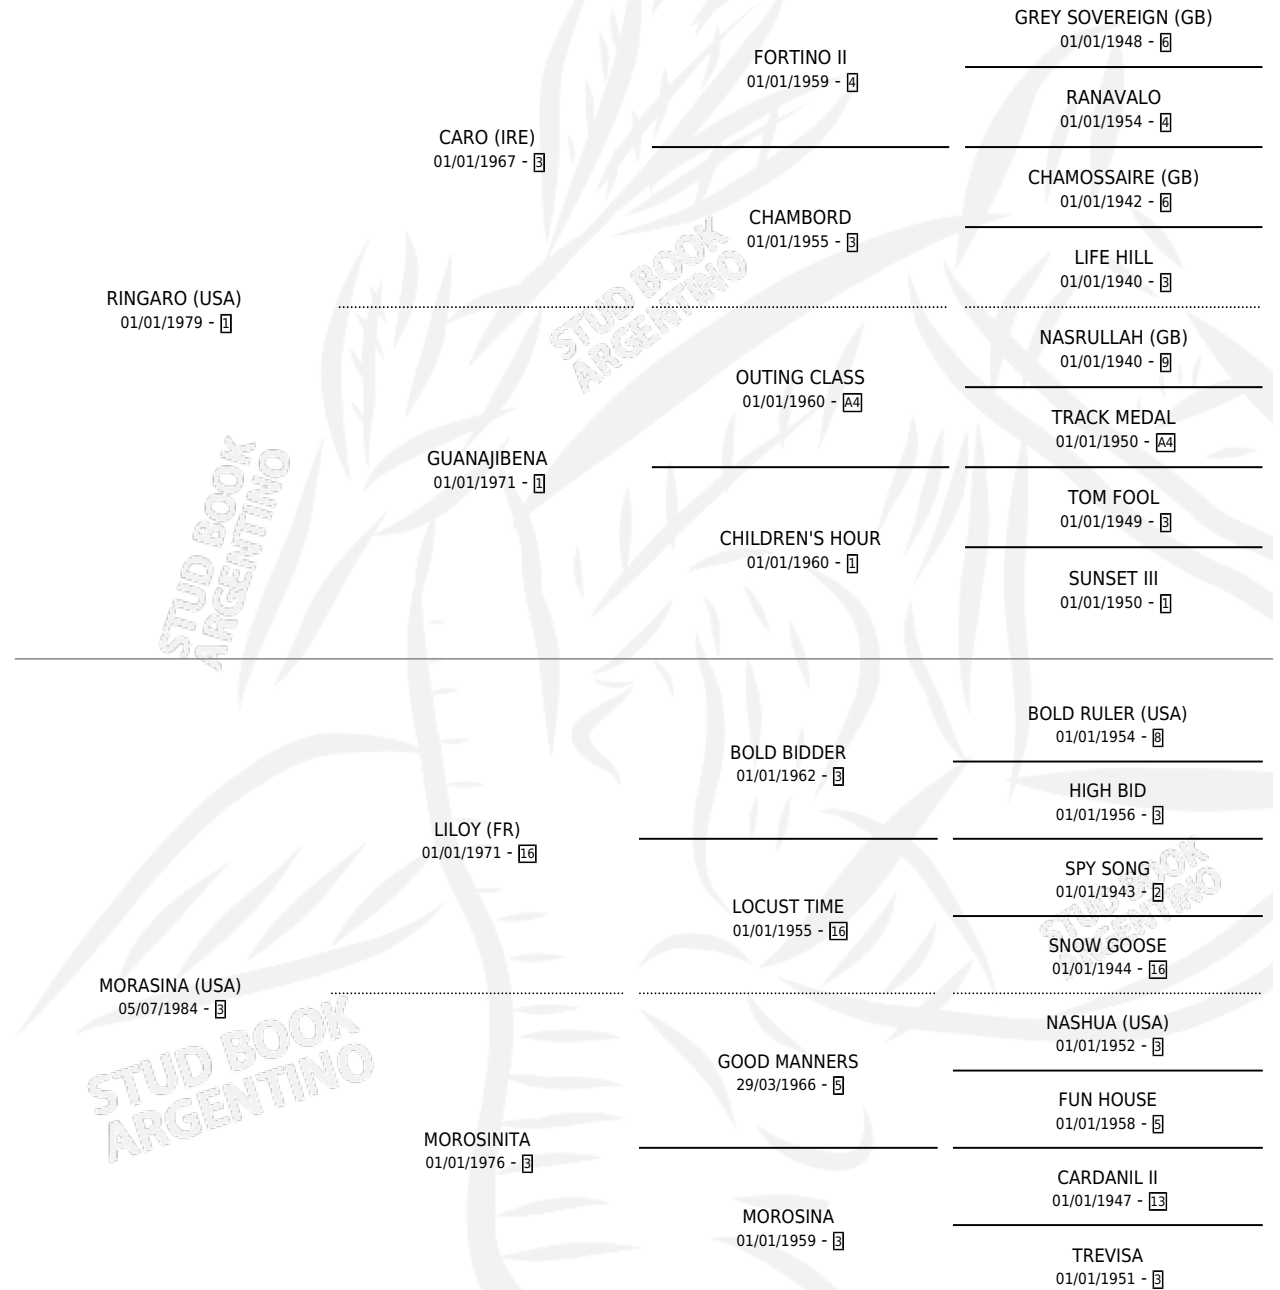 GREY SOVEREIGN (GB)
01/01/1948 - 6
FORTINO II
01/01/1959 - 4
RANAVALO
01/01/1954 - 4
CARO (IRE)
01/01/1967 - 3
CHAMOSSAIRE (GB)
01/01/1942 - 6
CHAMBORD
01/01/1955 - 3
LIFE HILL
01/01/1940 - 3
RINGARO (USA)
01/01/1979 - 1
NASRULLAH (GB)
01/01/1940 - 9
OUTING CLASS
01/01/1960 - A4
TRACK MEDAL
01/01/1950 - A4
GUANAJIBENA
01/01/1971 - 1
TOM FOOL
01/01/1949 - 3
CHILDREN'S HOUR
01/01/1960 - 1
SUNSET III
01/01/1950 - 1
BOLD RULER (USA)
01/01/1954 - 8
BOLD BIDDER
01/01/1962 - 3
HIGH BID
01/01/1956 - 3
LILOY (FR)
01/01/1971 - 16
SPY SONG
01/01/1943 - 2
LOCUST TIME
01/01/1955 - 16
SNOW GOOSE
01/01/1944 - 16
MORASINA (USA)
05/07/1984 - 3
NASHUA (USA)
01/01/1952 - 3
GOOD MANNERS
29/03/1966 - 5
FUN HOUSE
01/01/1958 - 5
MOROSINITA
01/01/1976 - 3
CARDANIL II
01/01/1947 - 13
MOROSINA
01/01/1959 - 3
TREVISA
01/01/1951 - 3
STUD BOOK
ARGENTINO
STUD BOOK
ARGENTINO
STUD BOOK
ARGENTINO
STUD BOOK
ARGENTINO